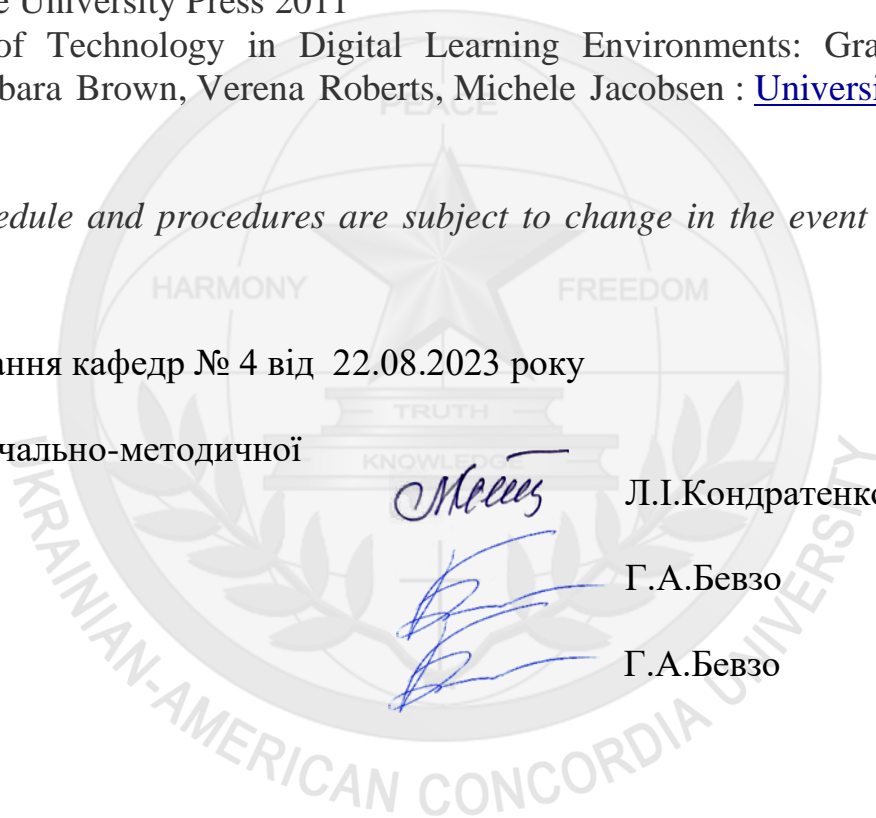 e University Press 2011
of Technology in Digital Learning Environments: Gra
bara Brown, Verena Roberts, Michele Jacobsen : Universi
PEACE
edule and procedures are subject to change in the event
HARMONY FREEDOM
ання кафедр № 4 від 22.08.2023 року
TRUTH
чально-методичної
KNOWLEDGE
Л.І.Кондратенко
Г.А.Бевзо
Г.А.Бевзо
UKRAINIAN-AMERICAN CONCORDIA UNIVERSITY